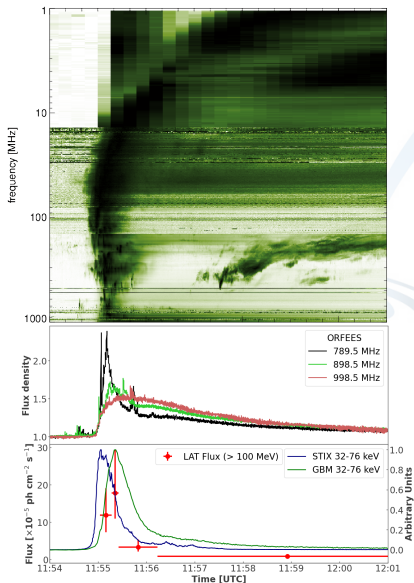 1
10
100
1000
frequency [MHz]
ORFEES
789.5 MHz
898.5 MHz
998.5 MHz
2.0
1.5
1.0
Flux density
LAT Flux (> 100 MeV)
STIX 32-76 keV
GBM 32-76 keV
30
20
10
0
Flux [×10⁻⁵ ph cm⁻² s⁻¹]
1.0
0.8
0.6
0.4
0.2
0.0
Arbitrary Units
11:54 11:55 11:56 11:57 11:58 11:59 12:00 12:01
Time [UTC]